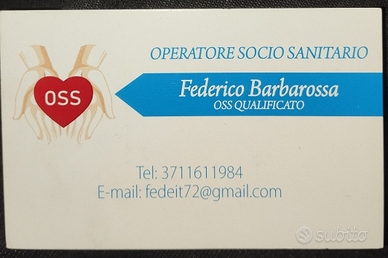 OPERATORE SOCIO SANITARIO
OSS
Federico Barbarossa
OSS QUALIFICATO
Tel: 3711611984
E-mail: fedeit72@gmail.com
subito